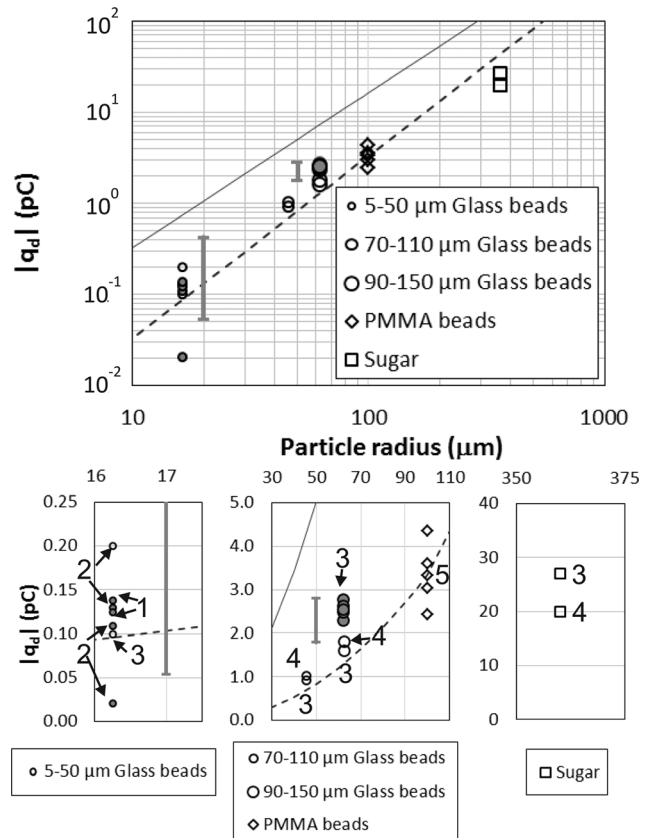 10²
10¹
10⁰
10⁻¹
10⁻²
|qd| (pC)
5-50 µm Glass beads
70-110 µm Glass beads
90-150 µm Glass beads
PMMA beads
Sugar
10 100 1000
Particle radius (µm)
16 17
30 50 70 90 110
350 375
|qd| (pC)
0.25
0.20
0.15
0.10
0.05
0.00
2
1
2
3
5.0
4.0
3.0
2.0
1.0
0.0
3
5
4
4
3
3
40
30
20
10
0
3
4
5-50 µm Glass beads
70-110 µm Glass beads
90-150 µm Glass beads
PMMA beads
Sugar